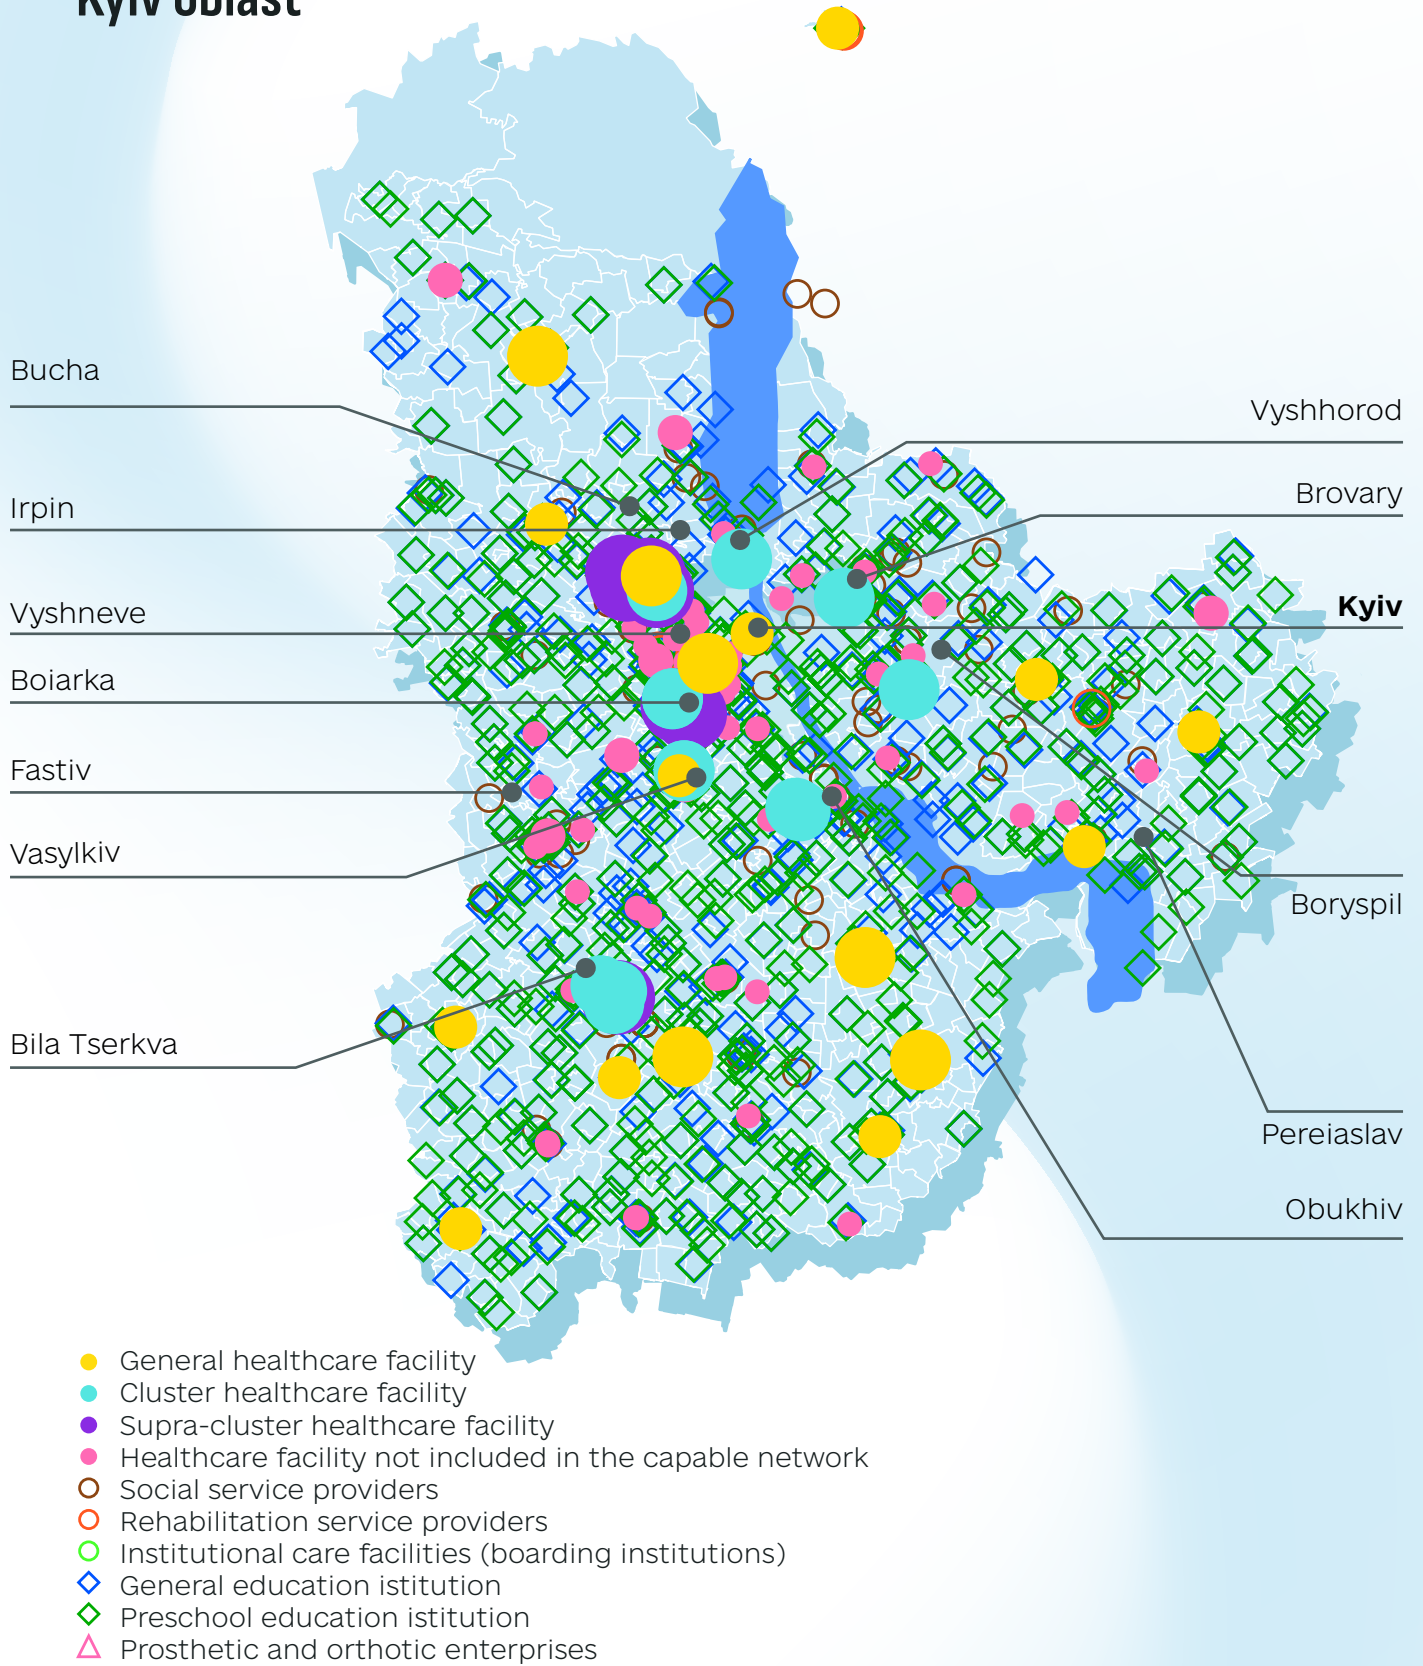 Kyiv oblast
Bucha
Vyshhorod
Brovary
Irpin
Kyiv
Vyshneve
Boiarka
Fastiv
Vasylkiv
Boryspil
Bila Tserkva
Pereiaslav
Obukhiv
General healthcare facility
Cluster healthcare facility
Supra-cluster healthcare facility
Healthcare facility not included in the capable network
Social service providers
Rehabilitation service providers
Institutional care facilities (boarding institutions)
General education istitution
Preschool education istitution
Prosthetic and orthotic enterprises